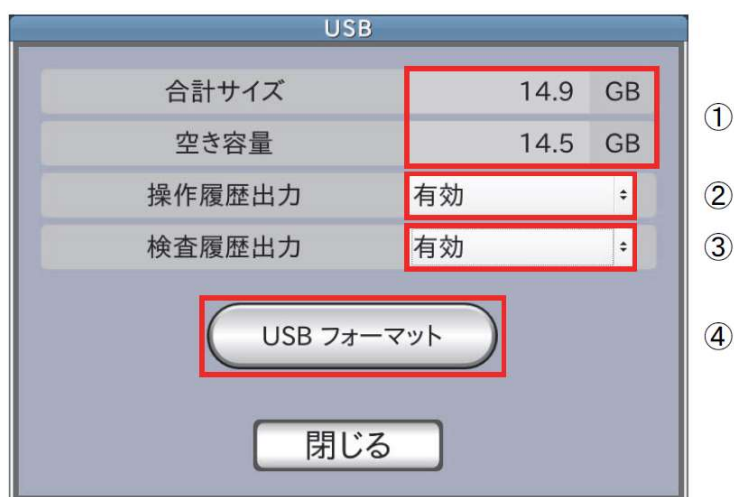 USB
合計サイズ 14.9 GB
①
空き容量 14.5 GB
操作履歴出力 有効 ②
検査履歴出力 有効 ③
USB フォーマット ④
閉じる